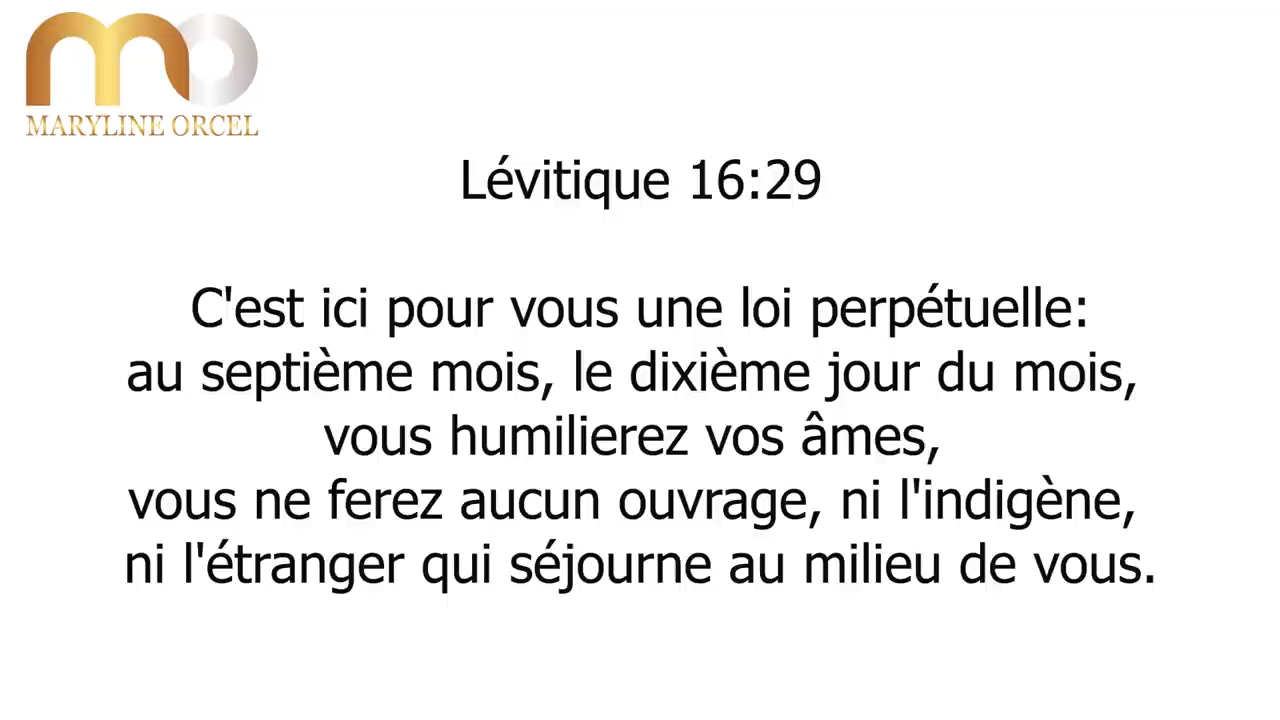 mo
MARYLINE ORCEL
Lévitique 16:29
C'est ici pour vous une loi perpétuelle:
au septième mois, le dixième jour du mois,
vous humilierez vos âmes,
vous ne ferez aucun ouvrage, ni l'indigène,
ni l'étranger qui séjourne au milieu de vous.